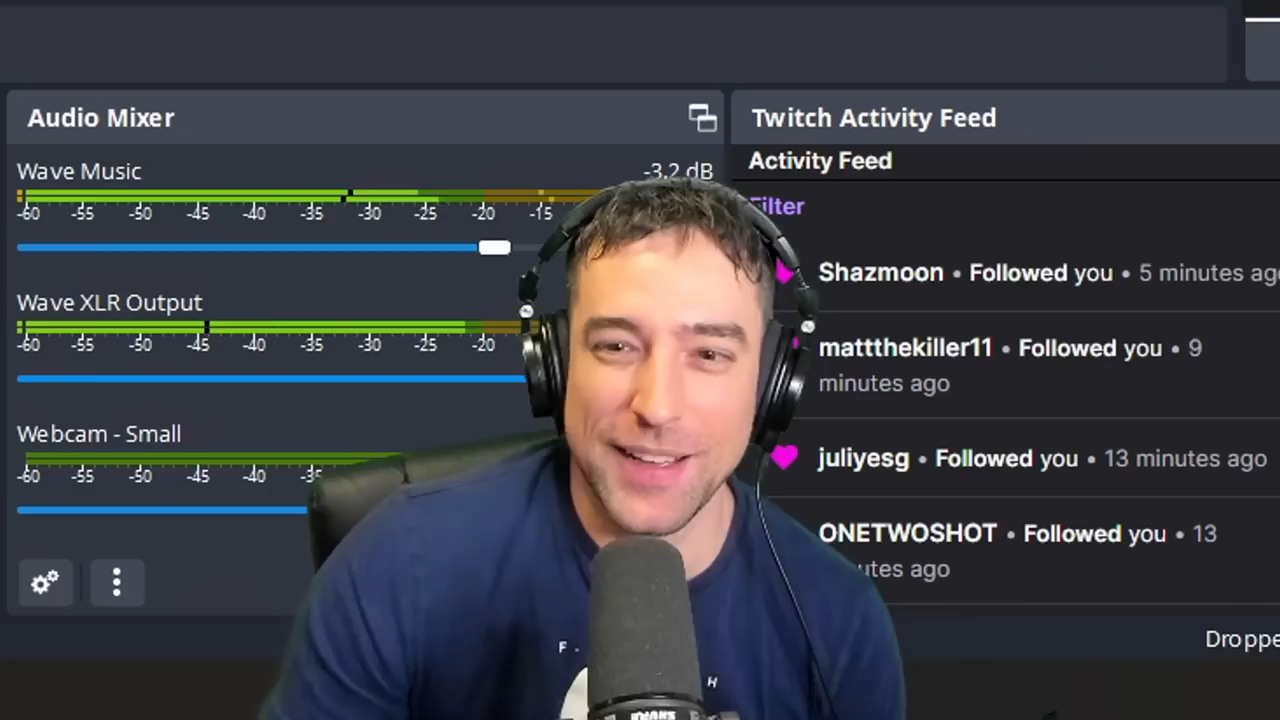 Audio Mixer
Wave Music -3.2 dB
-60 -55 -50 -45 -40 -35 -30 -25 -20 -15
Wave XLR Output
-60 -55 -50 -45 -40 -35 -30 -25 -20
Webcam - Small
-60 -55 -50 -45 -40
Twitch Activity Feed
Activity Feed
Filter
Shazmoon • Followed you • 5 minutes
mattthekiller11 • Followed you • 9
minutes ago
juliyesg • Followed you • 13 minutes ago
ONETWOSHOT • Followed you • 13
ago
F.
H